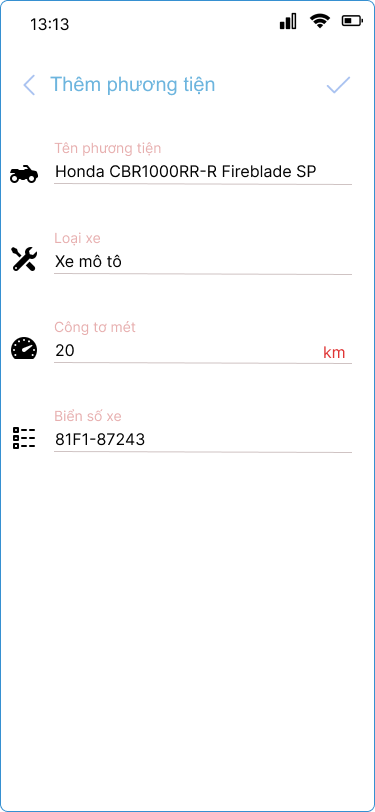 13:13
Thêm phương tiện
Tên phương tiện
Honda CBR1000RR-R Fireblade SP
Loại xe
Xe mô tô
Công tơ mét
20 km
Biển số xe
81F1-87243